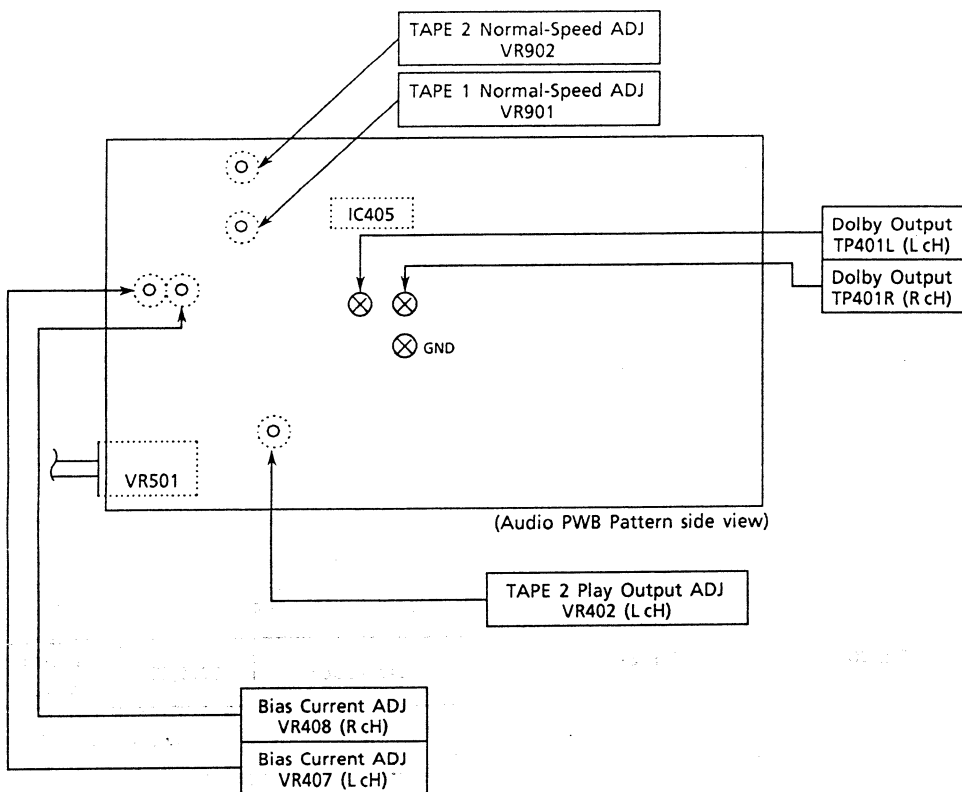 TAPE 2 Normal-Speed ADJ
VR902
TAPE 1 Normal-Speed ADJ
VR901
IC405
Dolby Output
TP401L (L cH)
Dolby Output
TP401R (R cH)
GND
VR501
(Audio PWB Pattern side view)
TAPE 2 Play Output ADJ
VR402 (L cH)
Bias Current ADJ
VR408 (R cH)
Bias Current ADJ
VR407 (L cH)